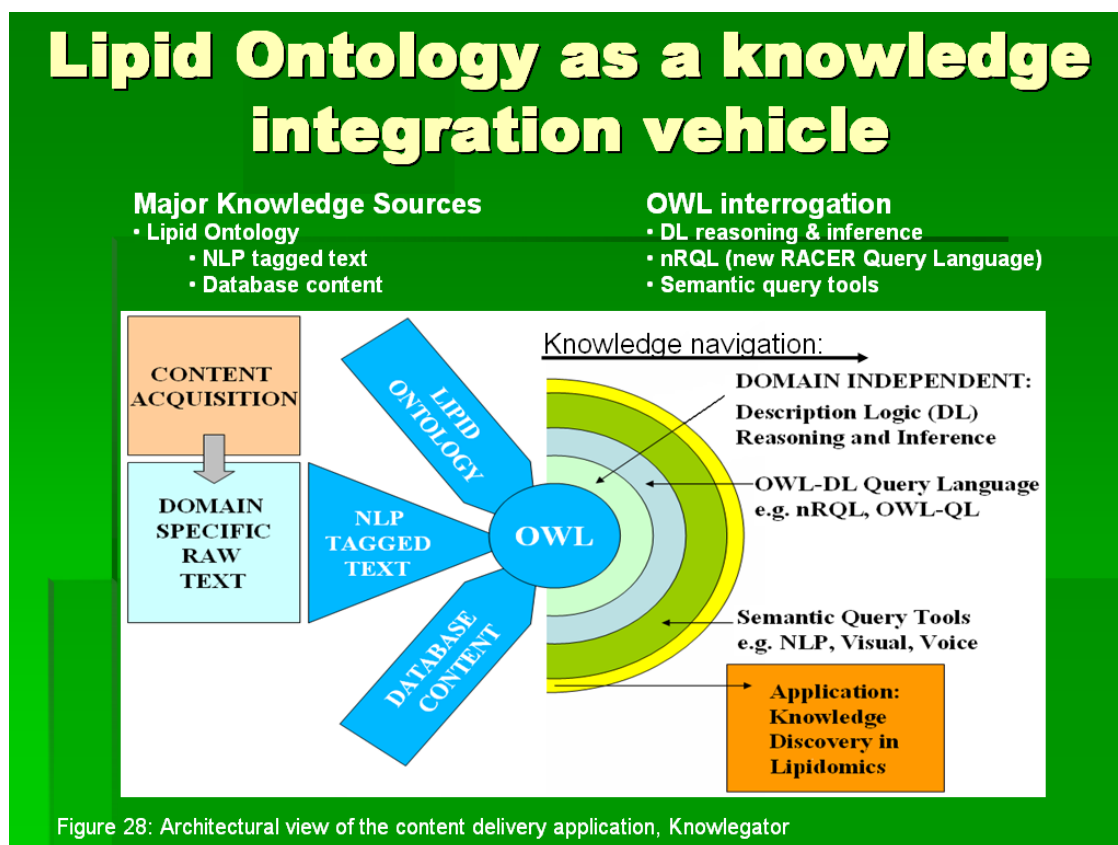 Lipid Ontology as a knowledge
integration vehicle
Major Knowledge Sources
• Lipid Ontology
• NLP tagged text
• Database content
OWL interrogation
• DL reasoning & inference
• nRQL (new RACER Query Language)
• Semantic query tools
CONTENT
ACQUISITION
DOMAIN
SPECIFIC
RAW
TEXT
LIPID
ONTOLOGY
NLP
TAGGED
TEXT
DATABASE
CONTENT
OWL
Knowledge navigation:
DOMAIN INDEPENDENT:
Description Logic (DL)
Reasoning and Inference
OWL-DL Query Language
e.g. nRQL, OWL-QL
Semantic Query Tools
e.g. NLP, Visual, Voice
Application:
Knowledge
Discovery in
Lipidomics
Figure 28: Architectural view of the content delivery application, Knowlegator